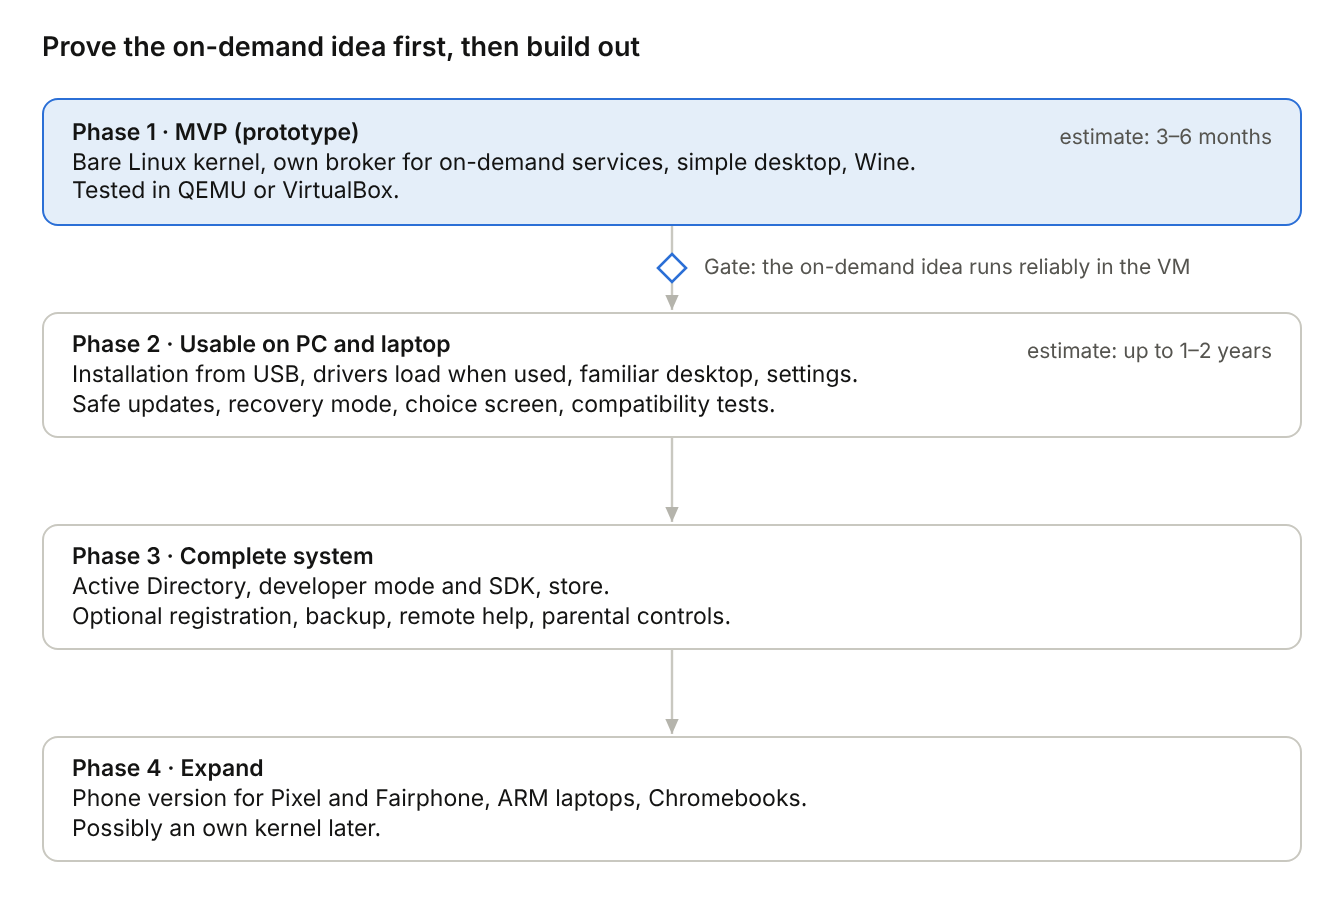 Prove the on-demand idea first, then build out
Phase 1 · MVP (prototype)
estimate: 3–6 months
Bare Linux kernel, own broker for on-demand services, simple desktop, Wine.
Tested in QEMU or VirtualBox.
Gate: the on-demand idea runs reliably in the VM
Phase 2 · Usable on PC and laptop
estimate: up to 1–2 years
Installation from USB, drivers load when used, familiar desktop, settings.
Safe updates, recovery mode, choice screen, compatibility tests.
Phase 3 · Complete system
Active Directory, developer mode and SDK, store.
Optional registration, backup, remote help, parental controls.
Phase 4 · Expand
Phone version for Pixel and Fairphone, ARM laptops, Chromebooks.
Possibly an own kernel later.